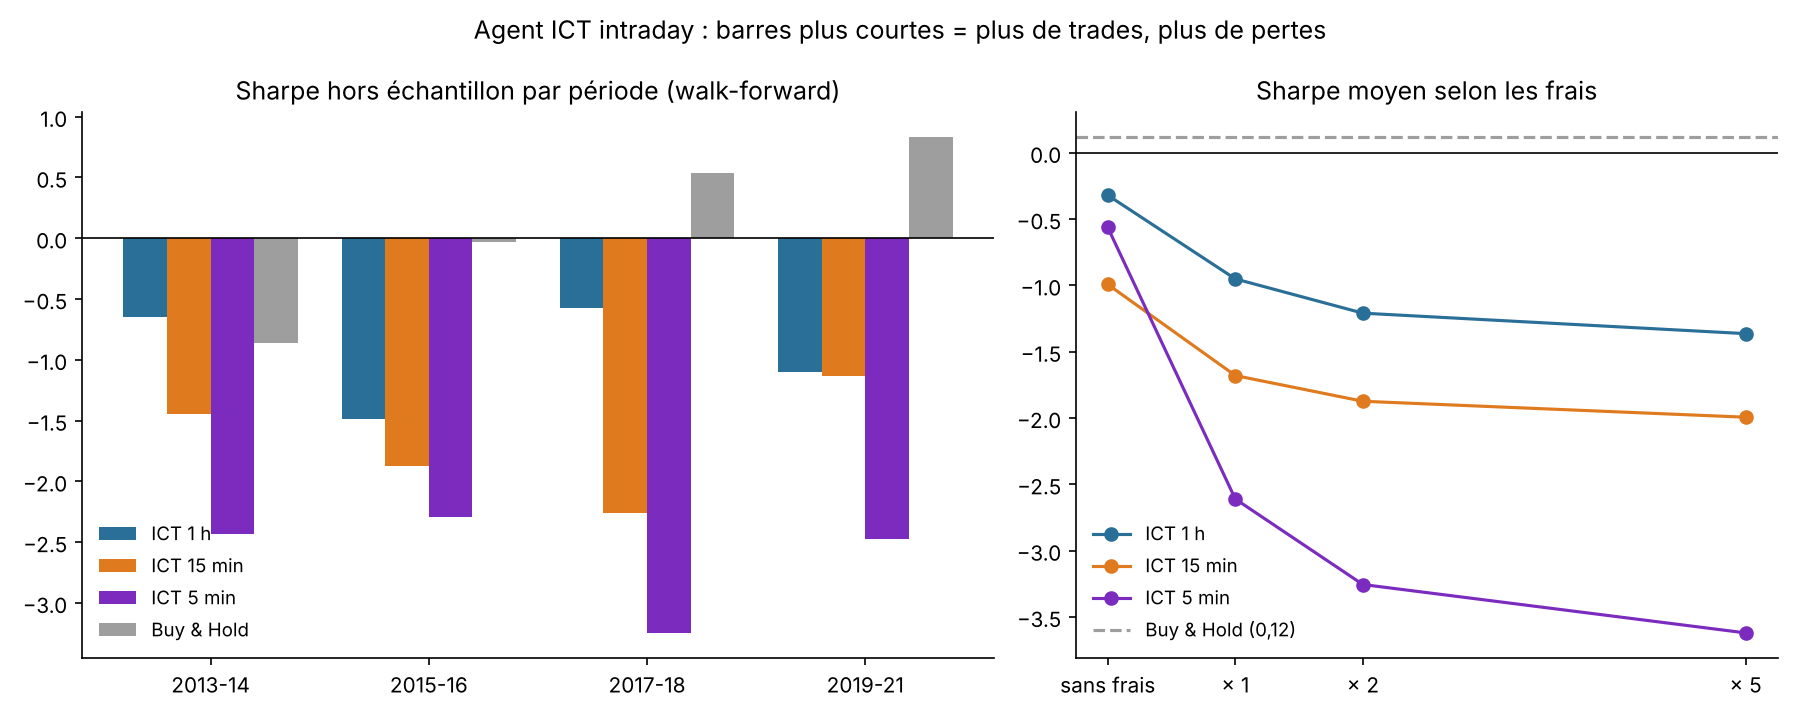 Agent ICT intraday : barres plus courtes = plus de trades, plus de pertes
Sharpe hors échantillon par période (walk-forward)
1.0
0.5
0.0
−0.5
−1.0
−1.5
−2.0
−2.5
−3.0
ICT 1 h
ICT 15 min
ICT 5 min
Buy & Hold
2013-14
2015-16
2017-18
2019-21
Sharpe moyen selon les frais
0.0
−0.5
−1.0
−1.5
−2.0
−2.5
−3.0
−3.5
ICT 1 h
ICT 15 min
ICT 5 min
Buy & Hold (0,12)
sans frais
× 1
× 2
× 5